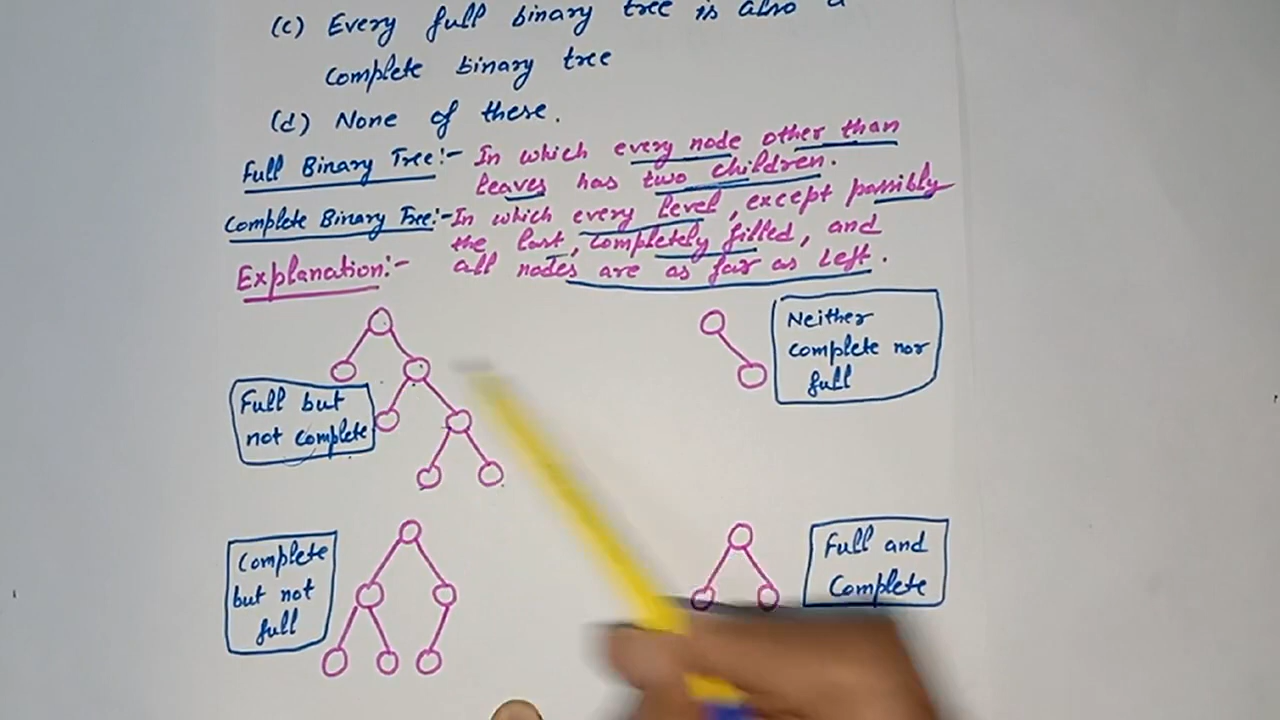 (c) Every full binary tree is also a
complete binary tree
(d) None of these.
Full Binary Tree:- In which every node other than
leaves has two children.
Complete Binary Tree:- In which every level, except possibly
the last, completely filled, and
all nodes are as far as left.
Explanation:-
Neither
complete nor
full
Full but
not complete
Complete
but not
full
Full and
Complete